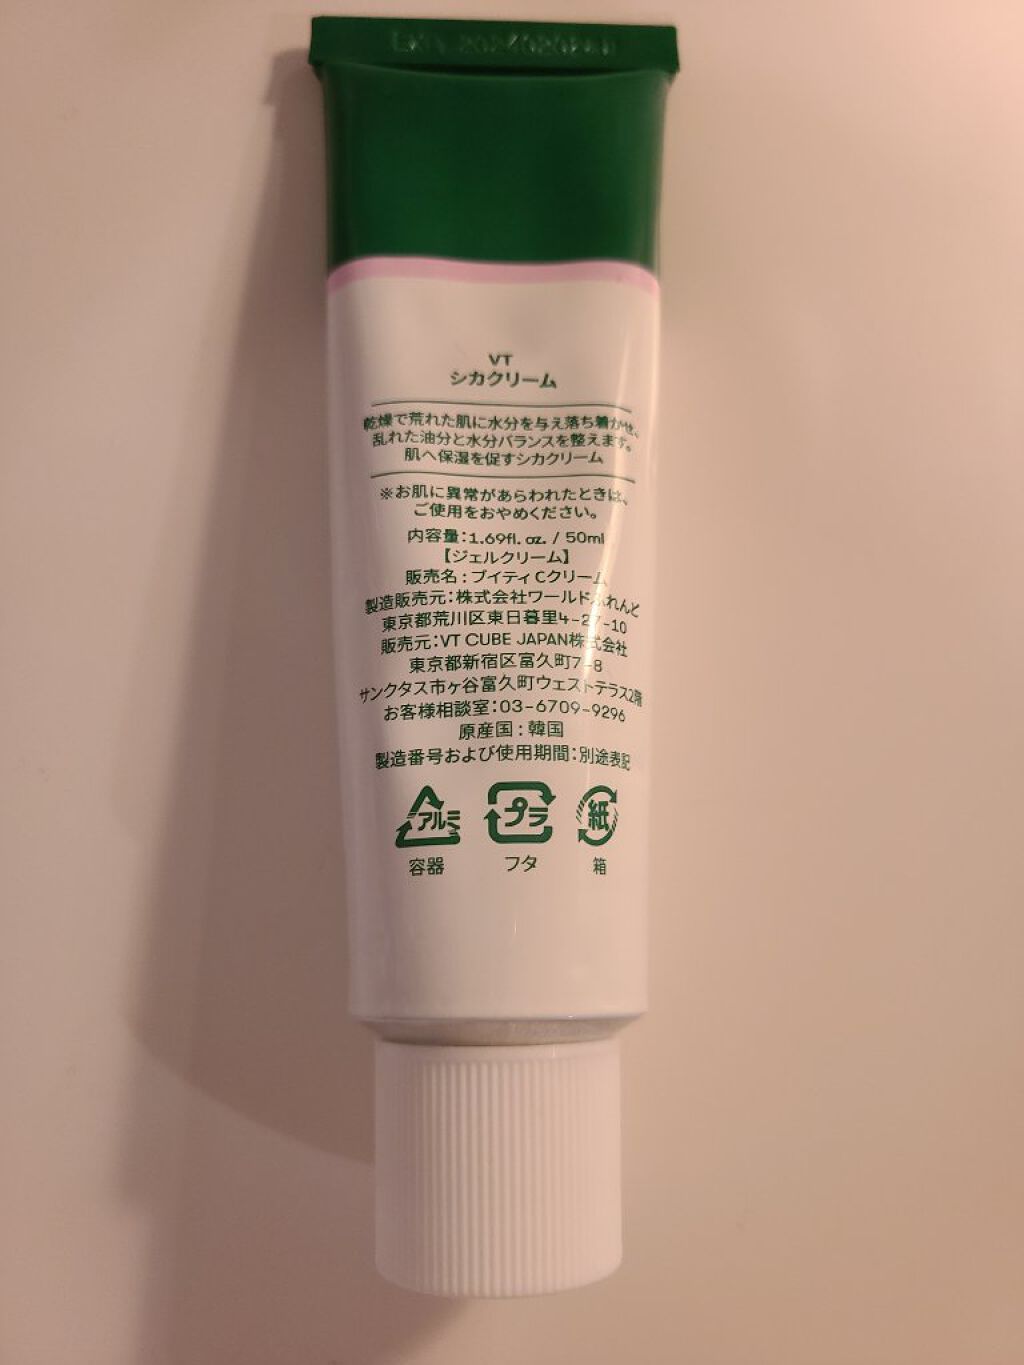 VT
シカクリーム
乾燥で荒れた肌に水分を与え落ち着かせ、
乱れた油分と水分バランスを整えます。
肌へ保湿を促すシカクリーム
※お肌に異常があらわれたときは、
ご使用をおやめください。
内容量:1.69fl. oz. / 50ml
【ジェルクリーム】
販売名:ブイティCクリーム
製造販売元:株式会社ワールドふれんど
東京都荒川区東日暮里4-27-10
販売元:VT CUBE JAPAN株式会社
東京都新宿区富久町7-8
サンクタス市ヶ谷富久町ウェストテラス2階
お客様相談室:03-6709-9296
原産国:韓国
製造番号および使用期間:別途表記
アルミ プラ 紙
容器 フタ 箱